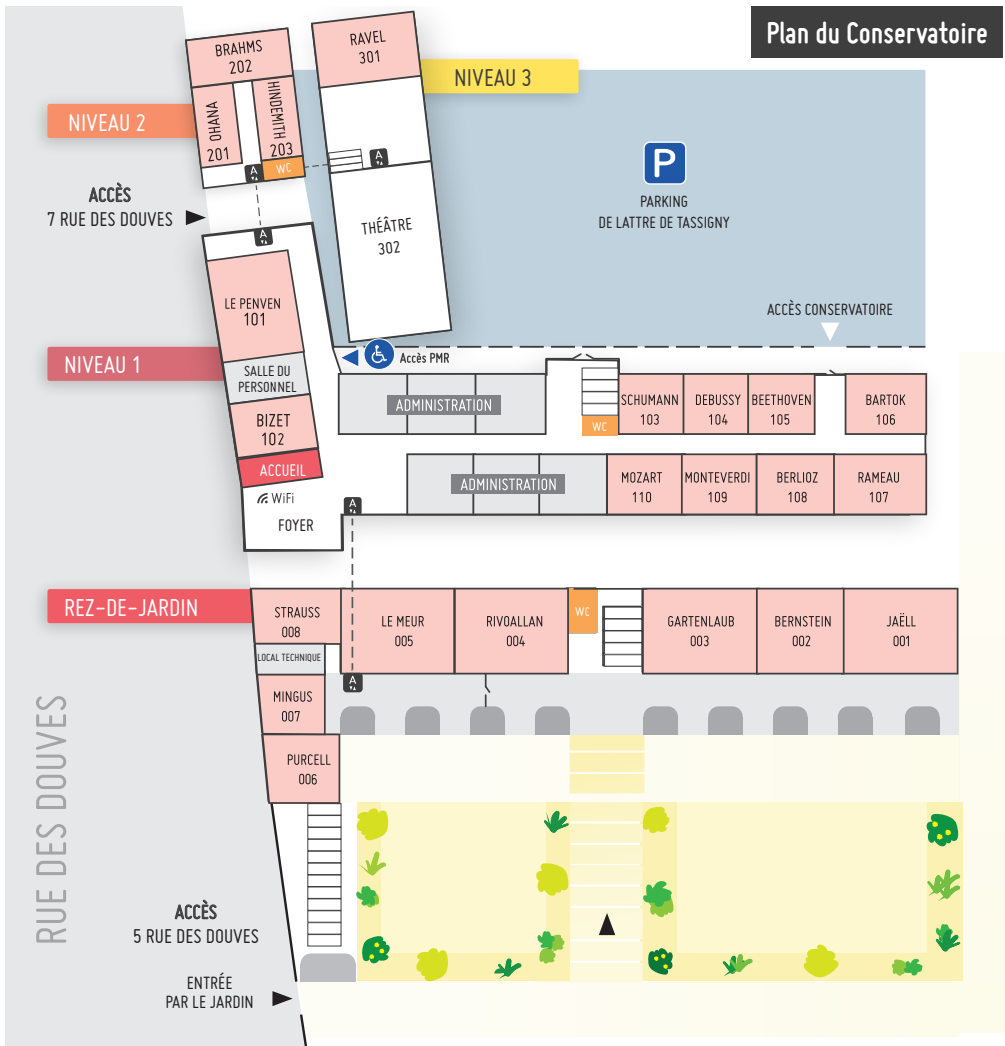 Plan du Conservatoire
BRAHMS
202
RAVEL
301
NIVEAU 3
OHANA
201
HINDEMITH
203
NIVEAU 2
A
WC
A
P
PARKING
DE LATTRE DE TASSIGNY
ACCÈS
7 RUE DES DOUVES
THÉÂTRE
302
A
LE PENVEN
101
ACCÈS CONSERVATOIRE
NIVEAU 1
Accès PMR
SALLE DU
PERSONNEL
BIZET
102
ADMINISTRATION
WC
SCHUMANN
103
DEBUSSY
104
BEETHOVEN
105
BARTOK
106
ACCUEIL
WiFi
FOYER
A
ADMINISTRATION
MOZART
110
MONTEVERDI
109
BERLIOZ
108
RAMEAU
107
REZ-DE-JARDIN
STRAUSS
008
LE MEUR
005
RIVOALLAN
004
WC
GARTENLAUB
003
BERNSTEIN
002
JAËLL
001
LOCAL TECHNIQUE
A
MINGUS
007
PURCELL
006
RUE DES DOUVES
ACCÈS
5 RUE DES DOUVES
ENTRÉE
PAR LE JARDIN